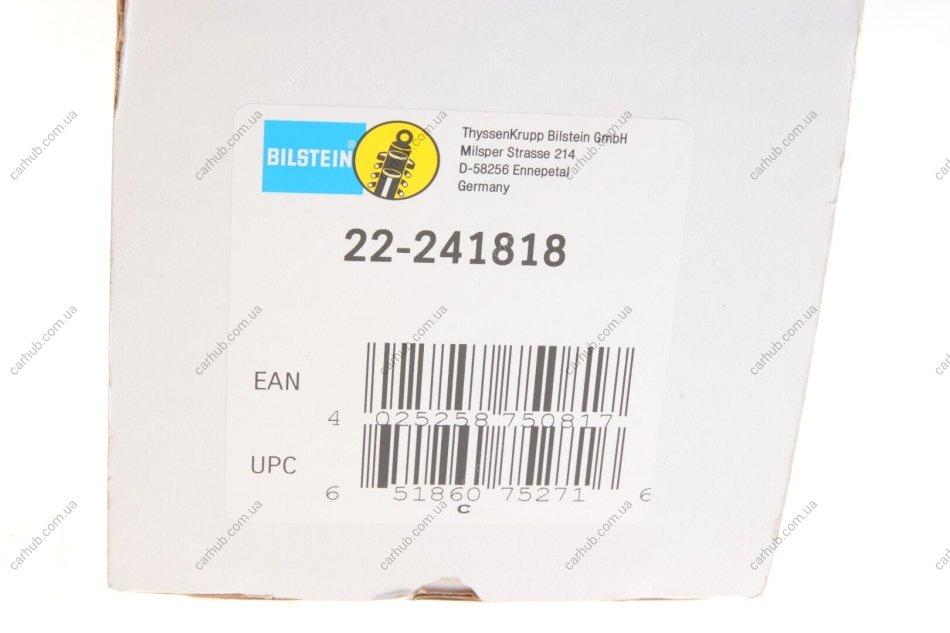 BILSTEIN®
ThyssenKrupp Bilstein GmbH
Milsper Strasse 214
D-58256 Ennepetal
Germany
22-241818
EAN
4 025258 750817
UPC
6 51860 75271 6
C
carhub.com.ua